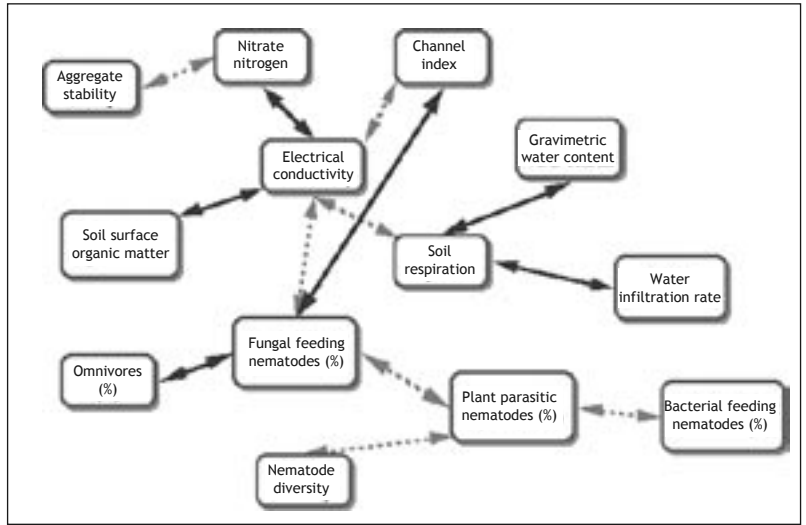 Nitrate
nitrogen
Channel
index
Aggregate
stability
Gravimetric
water content
Electrical
conductivity
Soil surface
organic matter
Soil
respiration
Water
infiltration rate
Fungal feeding
nematodes (%)
Omnivores
(%)
Plant parasitic
nematodes (%)
Bacterial feeding
nematodes (%)
Nematode
diversity